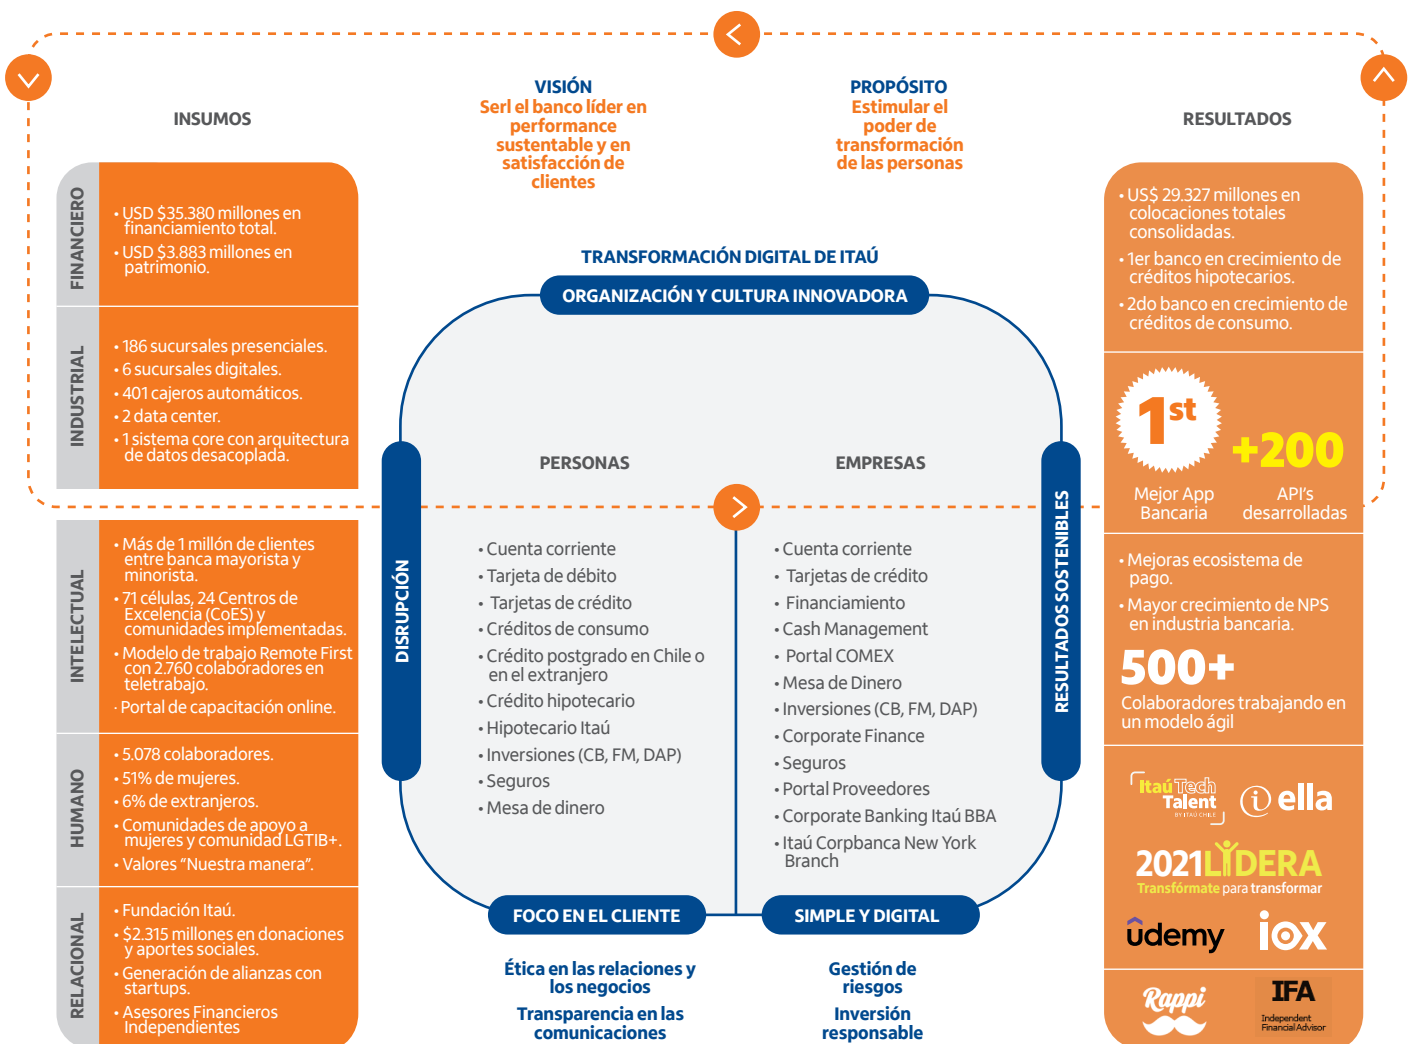 VISIÓN
Serl el banco líder en
performance
sustentable y en
satisfacción de
clientes
PROPÓSITO
Estimular el
poder de
transformación
de las personas
INSUMOS
FINANCIERO
• USD $35.380 millones en
financiamiento total.
• USD $3.883 millones en
patrimonio.
INDUSTRIAL
• 186 sucursales presenciales.
• 6 sucursales digitales.
• 401 cajeros automáticos.
• 2 data center.
• 1 sistema core con arquitectura
de datos desacoplada.
INTELECTUAL
• Más de 1 millón de clientes
entre banca mayorista y
minorista.
• 71 células, 24 Centros de
Excelencia (CoES) y
comunidades implementadas.
• Modelo de trabajo Remote First
con 2.760 colaboradores en
teletrabajo.
· Portal de capacitación online.
HUMANO
• 5.078 colaboradores.
• 51% de mujeres.
• 6% de extranjeros.
• Comunidades de apoyo a
mujeres y comunidad LGTIB+.
• Valores "Nuestra manera".
RELACIONAL
• Fundación Itaú.
• $2.315 millones en donaciones
y aportes sociales.
• Generación de alianzas con
startups.
• Asesores Financieros
Independientes
TRANSFORMACIÓN DIGITAL DE ITAÚ
ORGANIZACIÓN Y CULTURA INNOVADORA
DISRUPCIÓN
PERSONAS
• Cuenta corriente
• Tarjeta de débito
• Tarjetas de crédito
• Créditos de consumo
• Crédito postgrado en Chile o
en el extranjero
• Crédito hipotecario
• Hipotecario Itaú
• Inversiones (CB, FM, DAP)
• Seguros
• Mesa de dinero
EMPRESAS
• Cuenta corriente
• Tarjetas de crédito
• Financiamiento
• Cash Management
• Portal COMEX
• Mesa de Dinero
• Inversiones (CB, FM, DAP)
• Corporate Finance
• Seguros
• Portal Proveedores
• Corporate Banking Itaú BBA
• Itaú Corpbanca New York
Branch
RESULTADOS SOSTENIBLES
FOCO EN EL CLIENTE
SIMPLE Y DIGITAL
Ética en las relaciones y
los negocios
Transparencia en las
comunicaciones
Gestión de
riesgos
Inversión
responsable
RESULTADOS
• US$ 29.327 millones en
colocaciones totales
consolidadas.
• 1er banco en crecimiento de
créditos hipotecarios.
• 2do banco en crecimiento de
créditos de consumo.
1st
Mejor App
Bancaria
+200
API's
desarrolladas
• Mejoras ecosistema de
pago.
• Mayor crecimiento de NPS
en industria bancaria.
500+
Colaboradores trabajando en
un modelo ágil
Itaú Tech
Talent
BY ITAÚ CHILE
i ella
2021LÍDERA
Transfórmate para transformar
ûdemy
iox
Rappi
IFA
Independent
Financial Advisor